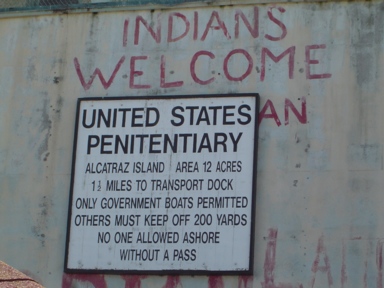 INDIANS
WELCOME
UNITED STATES
PENITENTIARY
ALCATRAZ ISLAND AREA 12 ACRES
1½ MILES TO TRANSPORT DOCK
ONLY GOVERNMENT BOATS PERMITTED
OTHERS MUST KEEP OFF 200 YARDS
NO ONE ALLOWED ASHORE
WITHOUT A PASS